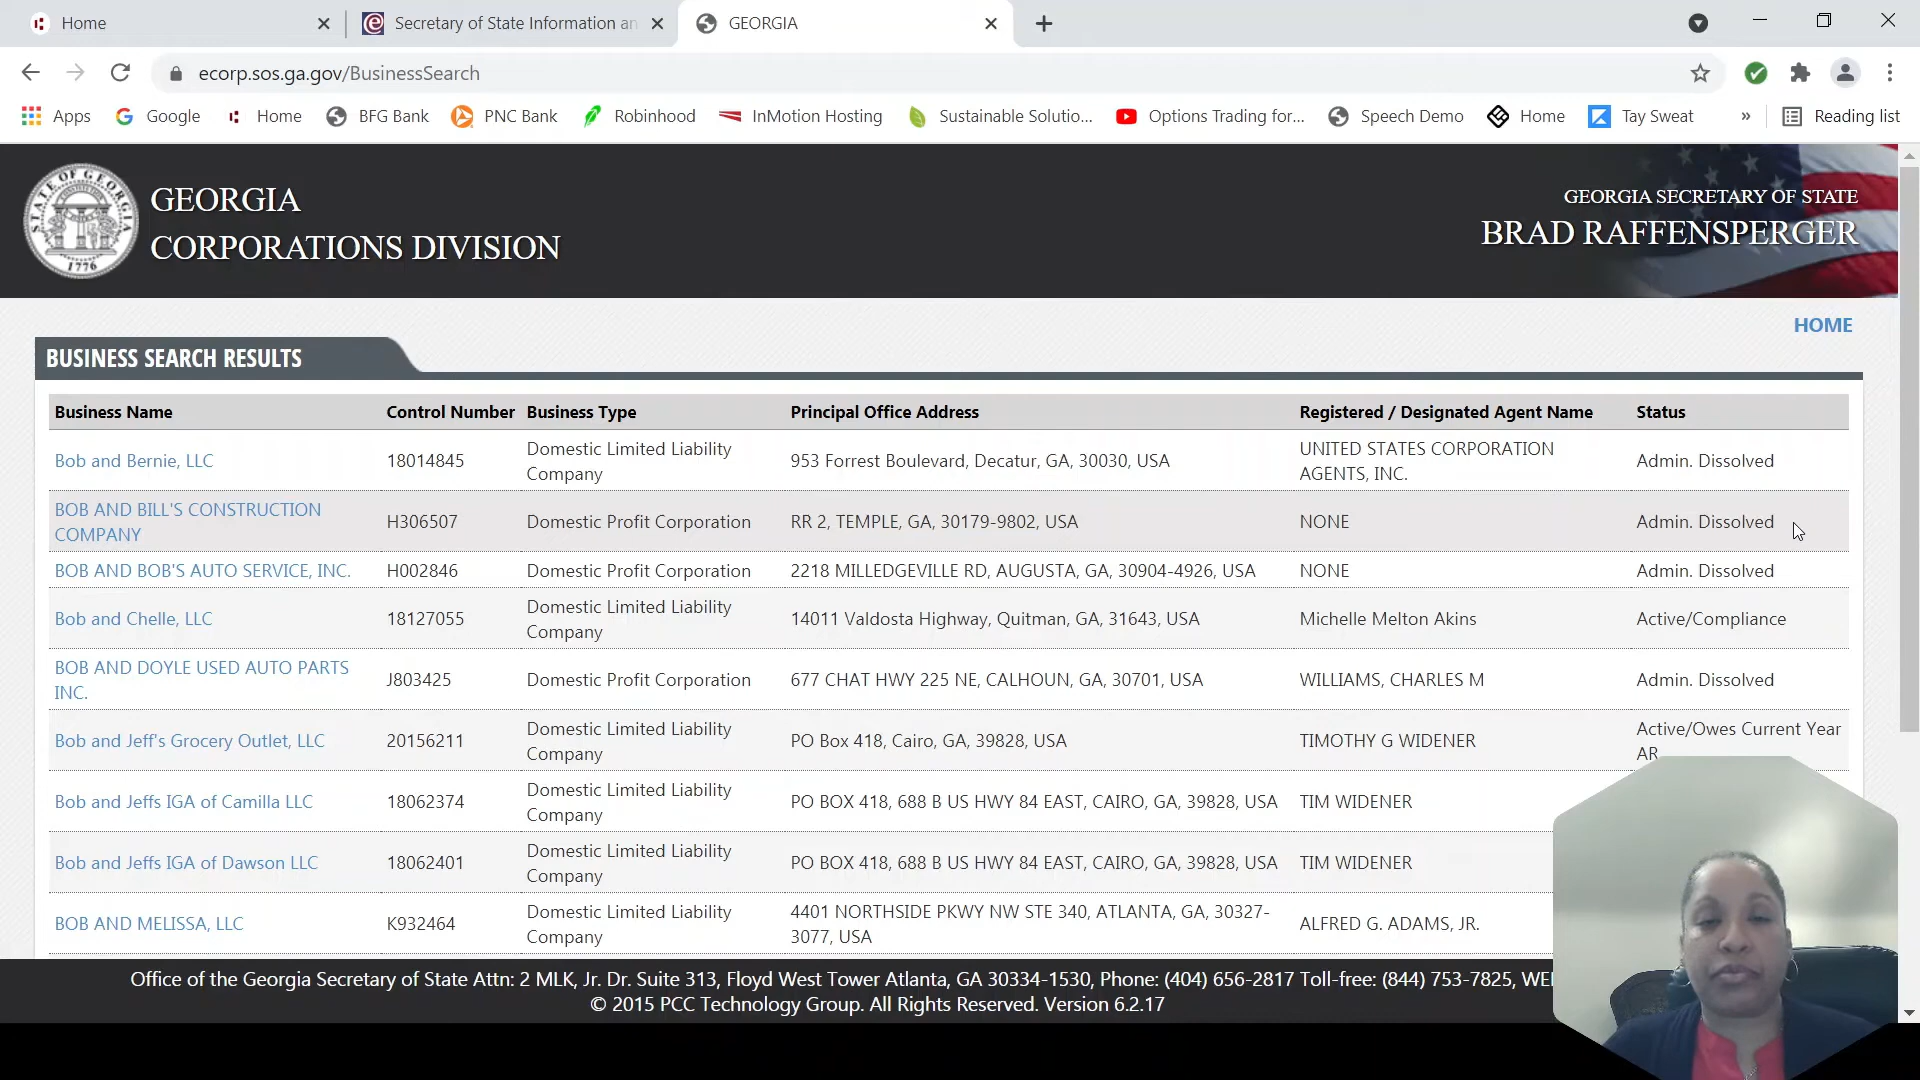 Home
Secretary of State Information an
GEORGIA
ecorp.sos.ga.gov/BusinessSearch
Apps Google Home BFG Bank PNC Bank Robinhood InMotion Hosting Sustainable Solutio... Options Trading for... Speech Demo Home Tay Sweat » Reading list
STATE OF GEORGIA
1776
GEORGIA
CORPORATIONS DIVISION
GEORGIA SECRETARY OF STATE
BRAD RAFFENSPERGER
HOME
BUSINESS SEARCH RESULTS
Business Name Control Number Business Type Principal Office Address Registered / Designated Agent Name Status
Bob and Bernie, LLC 18014845 Domestic Limited Liability Company 953 Forrest Boulevard, Decatur, GA, 30030, USA UNITED STATES CORPORATION AGENTS, INC. Admin. Dissolved
BOB AND BILL'S CONSTRUCTION COMPANY H306507 Domestic Profit Corporation RR 2, TEMPLE, GA, 30179-9802, USA NONE Admin. Dissolved
BOB AND BOB'S AUTO SERVICE, INC. H002846 Domestic Profit Corporation 2218 MILLEDGEVILLE RD, AUGUSTA, GA, 30904-4926, USA NONE Admin. Dissolved
Bob and Chelle, LLC 18127055 Domestic Limited Liability Company 14011 Valdosta Highway, Quitman, GA, 31643, USA Michelle Melton Akins Active/Compliance
BOB AND DOYLE USED AUTO PARTS INC. J803425 Domestic Profit Corporation 677 CHAT HWY 225 NE, CALHOUN, GA, 30701, USA WILLIAMS, CHARLES M Admin. Dissolved
Bob and Jeff's Grocery Outlet, LLC 20156211 Domestic Limited Liability Company PO Box 418, Cairo, GA, 39828, USA TIMOTHY G WIDENER Active/Owes Current Year AR
Bob and Jeffs IGA of Camilla LLC 18062374 Domestic Limited Liability Company PO BOX 418, 688 B US HWY 84 EAST, CAIRO, GA, 39828, USA TIM WIDENER
Bob and Jeffs IGA of Dawson LLC 18062401 Domestic Limited Liability Company PO BOX 418, 688 B US HWY 84 EAST, CAIRO, GA, 39828, USA TIM WIDENER
BOB AND MELISSA, LLC K932464 Domestic Limited Liability Company 4401 NORTHSIDE PKWY NW STE 340, ATLANTA, GA, 30327-3077, USA ALFRED G. ADAMS, JR.
Office of the Georgia Secretary of State Attn: 2 MLK, Jr. Dr. Suite 313, Floyd West Tower Atlanta, GA 30334-1530, Phone: (404) 656-2817 Toll-free: (844) 753-7825, WE
© 2015 PCC Technology Group. All Rights Reserved. Version 6.2.17